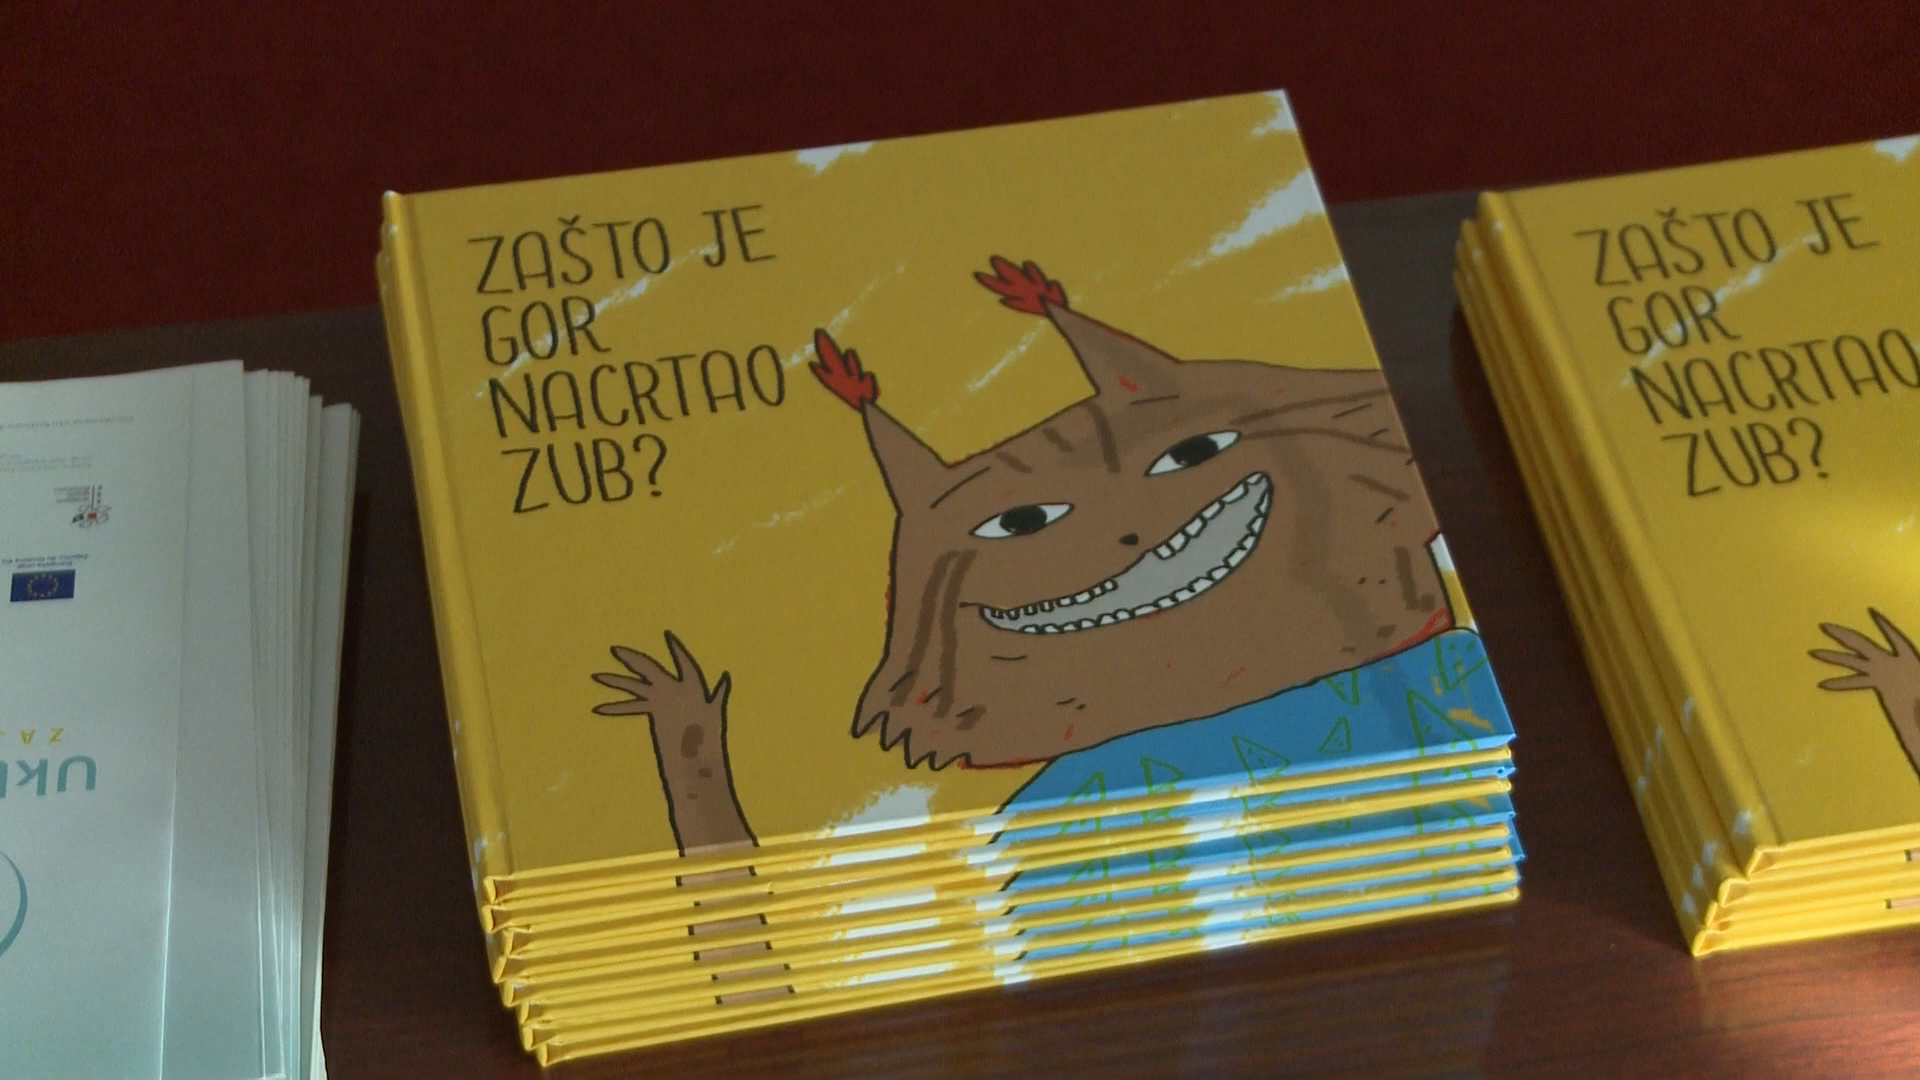 ZAŠTO JE
GOR
NACRTAO
ZUB?
ZAŠTO JE
GOR
NACRTAO
ZUB?